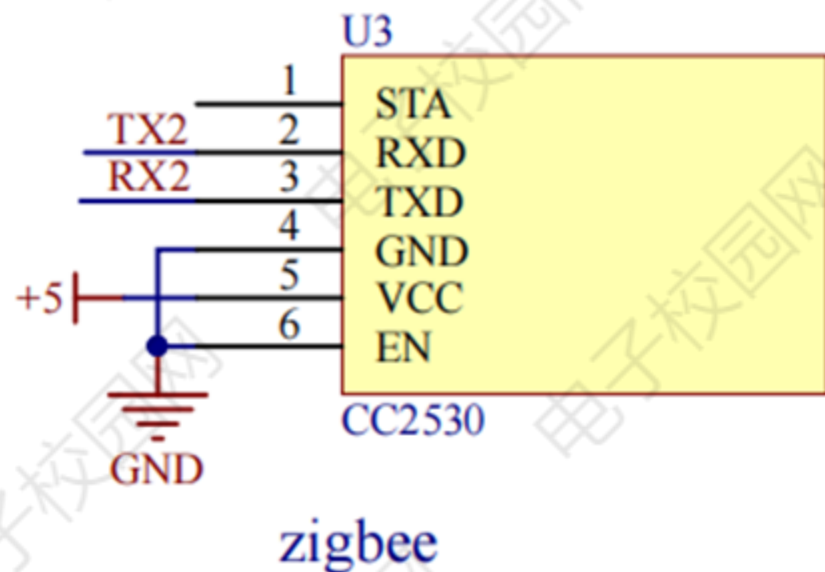 U3
1 STA
TX2 2 RXD
RX2 3 TXD
4 GND
+5 5 VCC
6 EN
CC2530
GND
zigbee
电子校园网
电子校园网
电子校园网